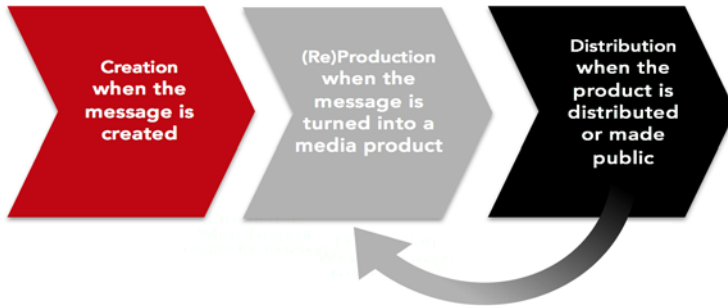 Creation
when the
message is
created
(Re)Production
when the
message is
turned into a
media product
Distribution
when the
product is
distributed
or made
public